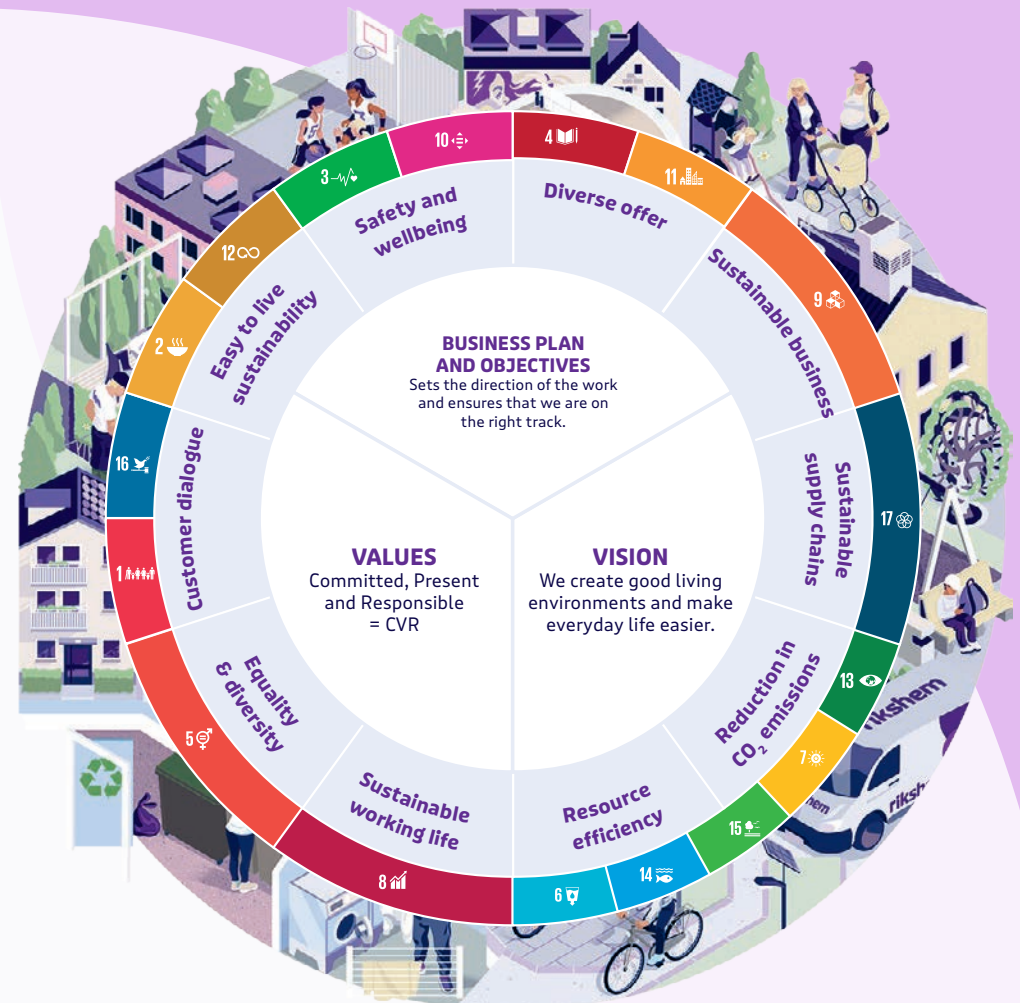 BUSINESS PLAN
AND OBJECTIVES
Sets the direction of the work
and ensures that we are on
the right track.
VALUES
Committed, Present
and Responsible
= CVR
VISION
We create good living
environments and make
everyday life easier.
Diverse offer
Sustainable business
Sustainable
supply chains
Reduction in
CO₂ emissions
Resource
efficiency
Sustainable
working life
Equality
& diversity
Customer dialogue
Easy to live
sustainability
Safety and
wellbeing
4
11
9
17
13
7
15
14
6
8
5
1
16
2
12
3
10
rikshem
riksh
hem